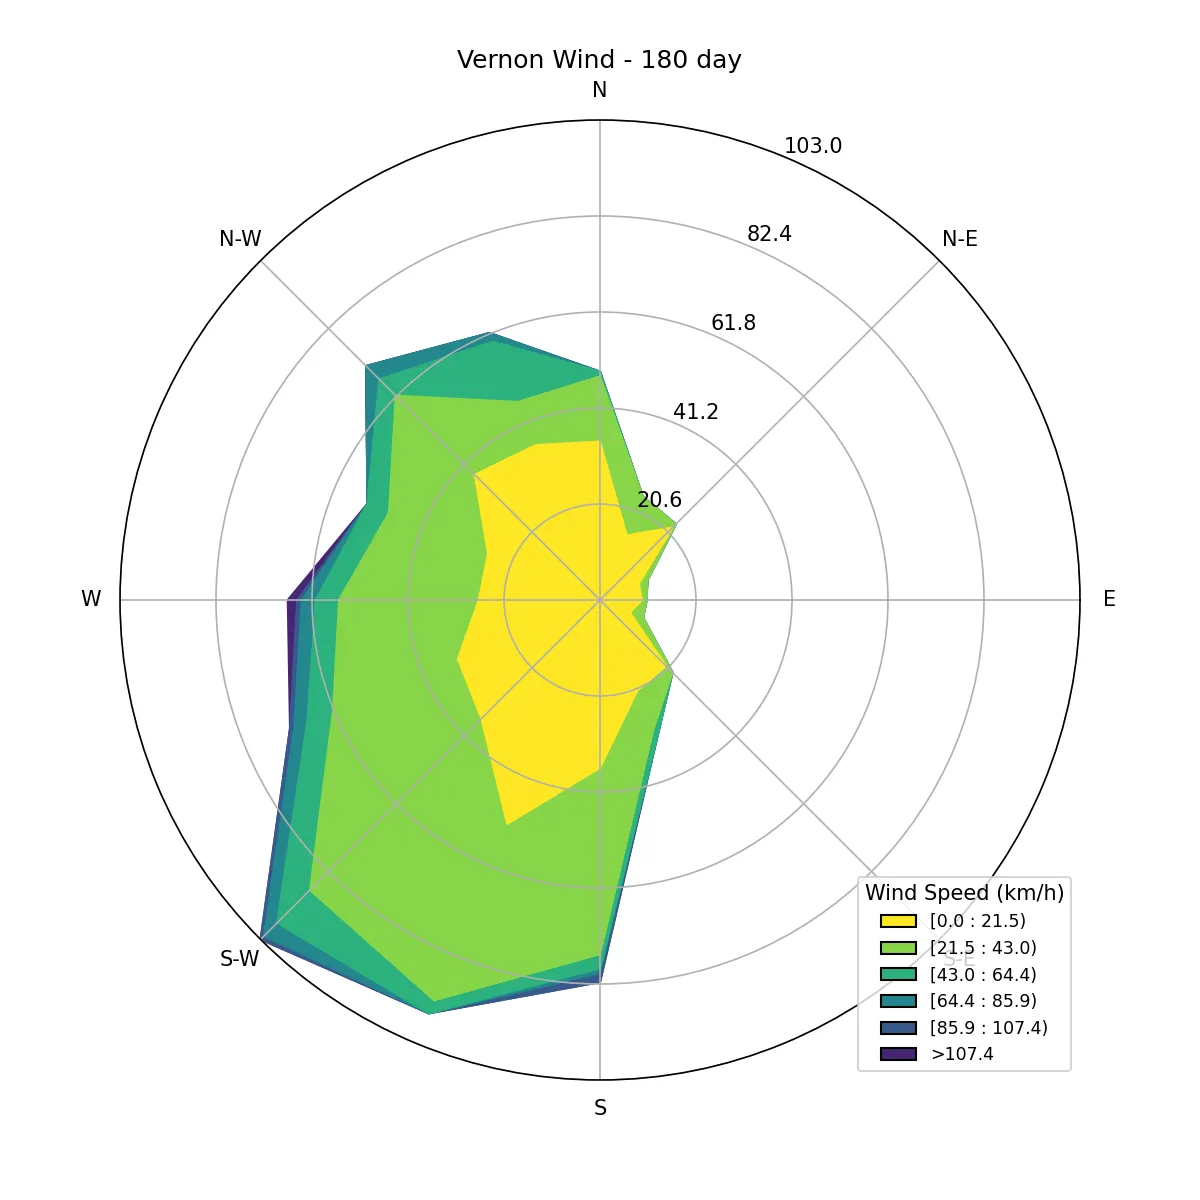 Vernon Wind - 180 day
N
103.0
N-W
82.4
N-E
61.8
41.2
20.6
W
E
S-W
S-E
S
Wind Speed (km/h)
[0.0 : 21.5)
[21.5 : 43.0)
[43.0 : 64.4)
[64.4 : 85.9)
[85.9 : 107.4)
>107.4